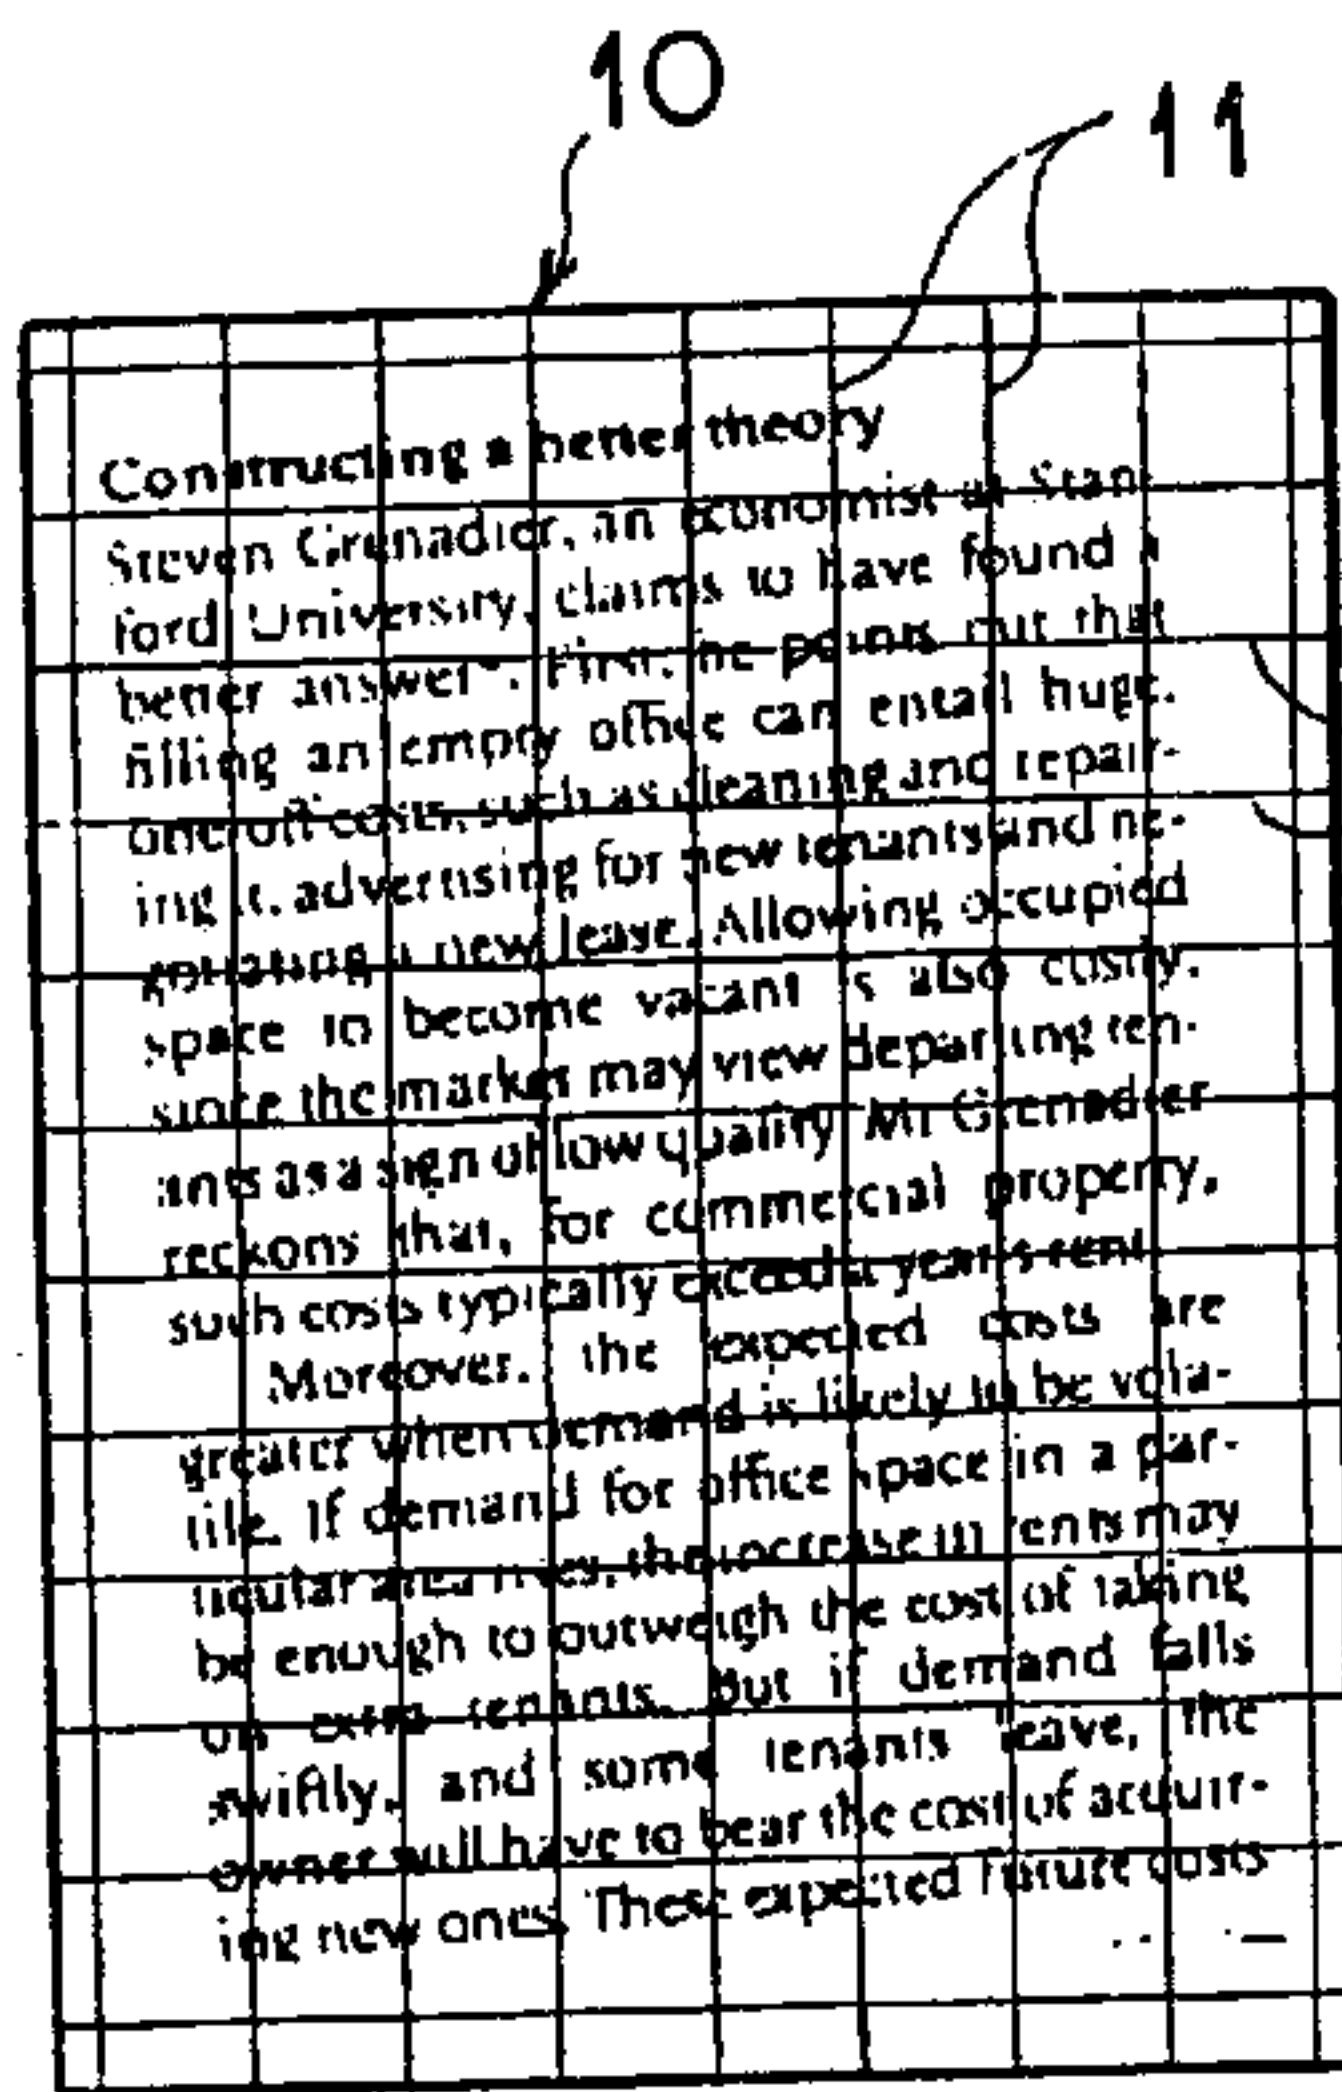 10
11
Constructing a better theory
Steven Grenadier, an economist at Stan-
ford University, claims to have found a
better answer*. First, he points out that
filling an empty office can entail huge,
one-off costs, such as cleaning and repair-
ing it, advertising for new tenants and ne-
gotiating a new lease. Allowing occupied
space to become vacant is also costly,
since the market may view departing ten-
ants as a sign of low quality. Mr Grenadier
reckons that, for commercial property,
such costs typically exceed a year's rent.
Moreover, the expected costs are
greater when demand is likely to be vola-
tile. If demand for office space in a par-
ticular area rises, the increase in rents may
be enough to outweigh the cost of taking
on extra tenants. But if demand falls
swiftly, and some tenants leave, the
owner will have to bear the cost of acquir-
ing new ones. These expected future costs